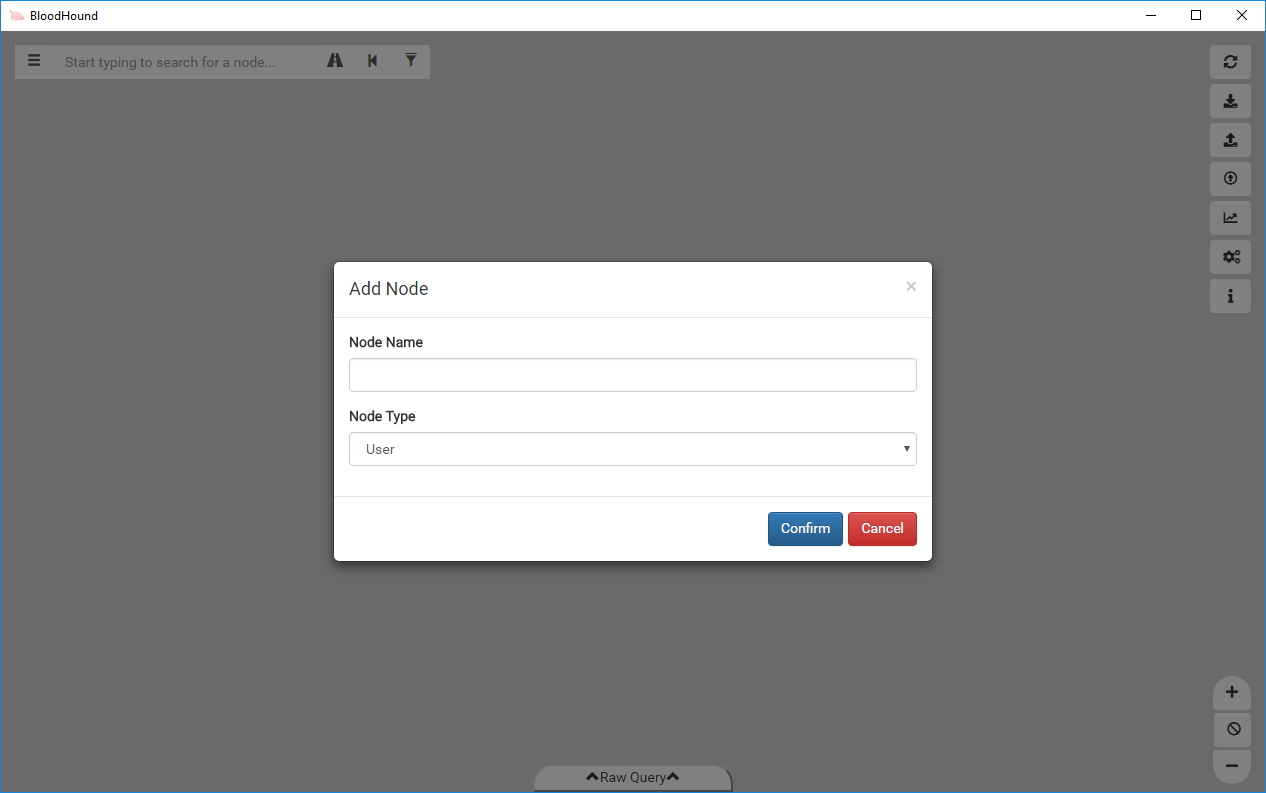 BloodHound
Start typing to search for a node...
Add Node
Node Name
Node Type
User
Confirm Cancel
Raw Query